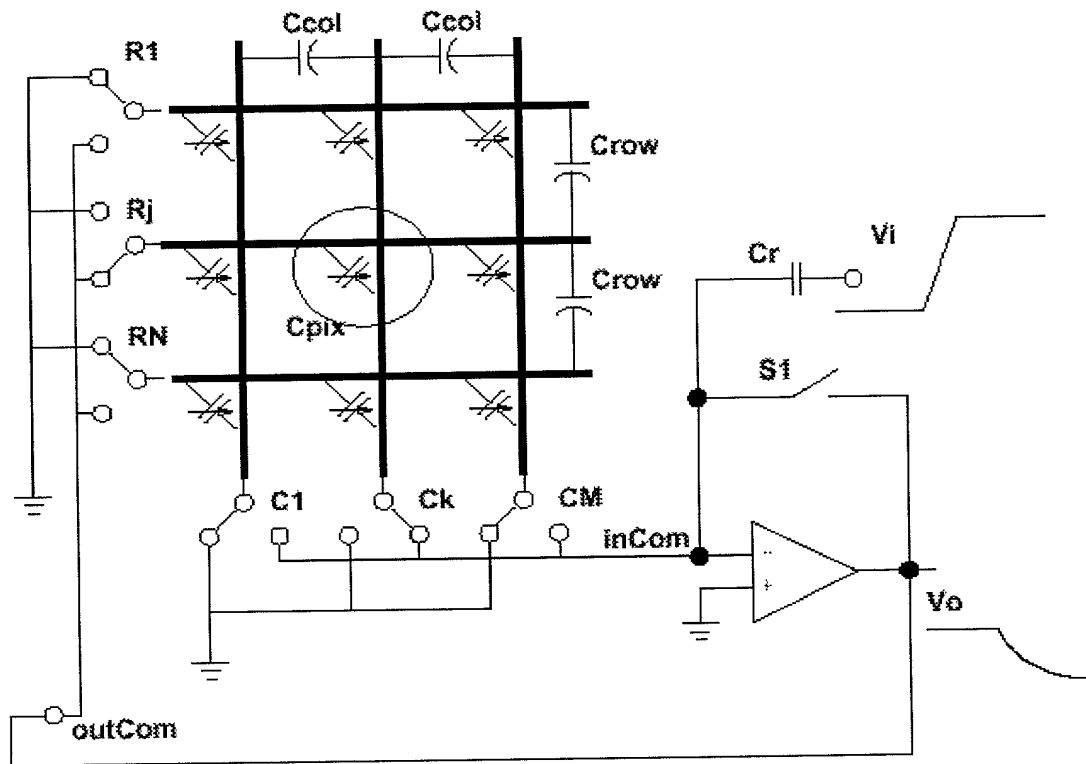 Ccol Ccol
R1
Crow
Rj
Vi
Cr
Crow
Cpix
RN
S1
C1 Ck CM
inCom
-
+
Vo
outCom